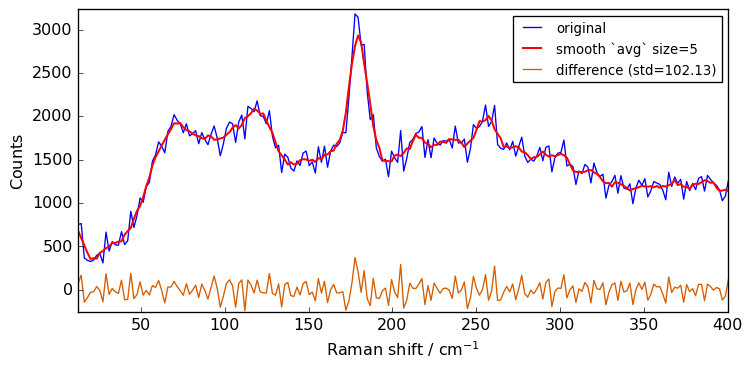 3000
2500
2000
1500
1000
500
0
Counts
original
smooth `avg` size=5
difference (std=102.13)
50 100 150 200 250 300 350 400
Raman shift / cm⁻¹